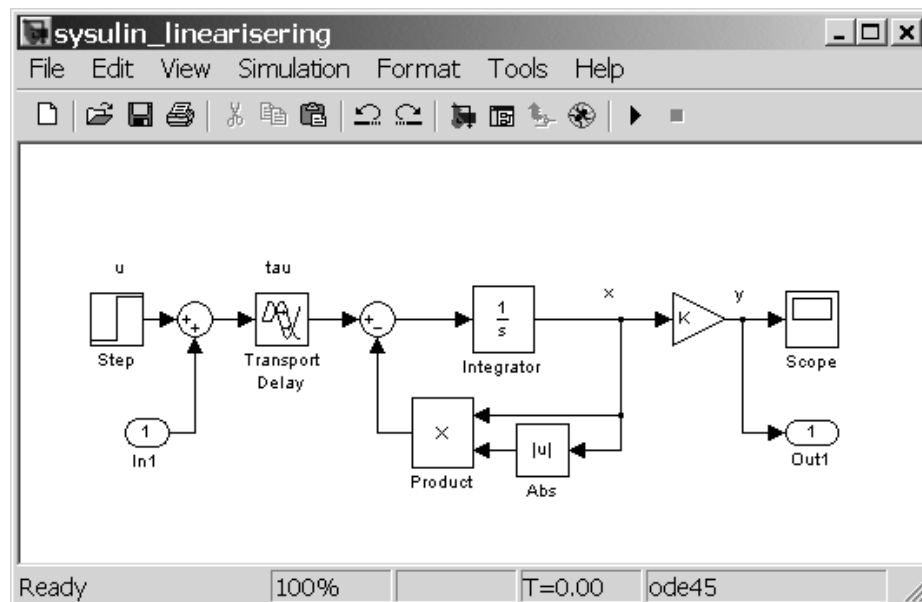 sysulin_linearisering
File Edit View Simulation Format Tools Help
u
tau
x
y
+
+
+
−
1
s
K
Step
Transport
Delay
Integrator
Scope
1
In1
×
|u|
1
Out1
Product
Abs
Ready 100% T=0.00 ode45